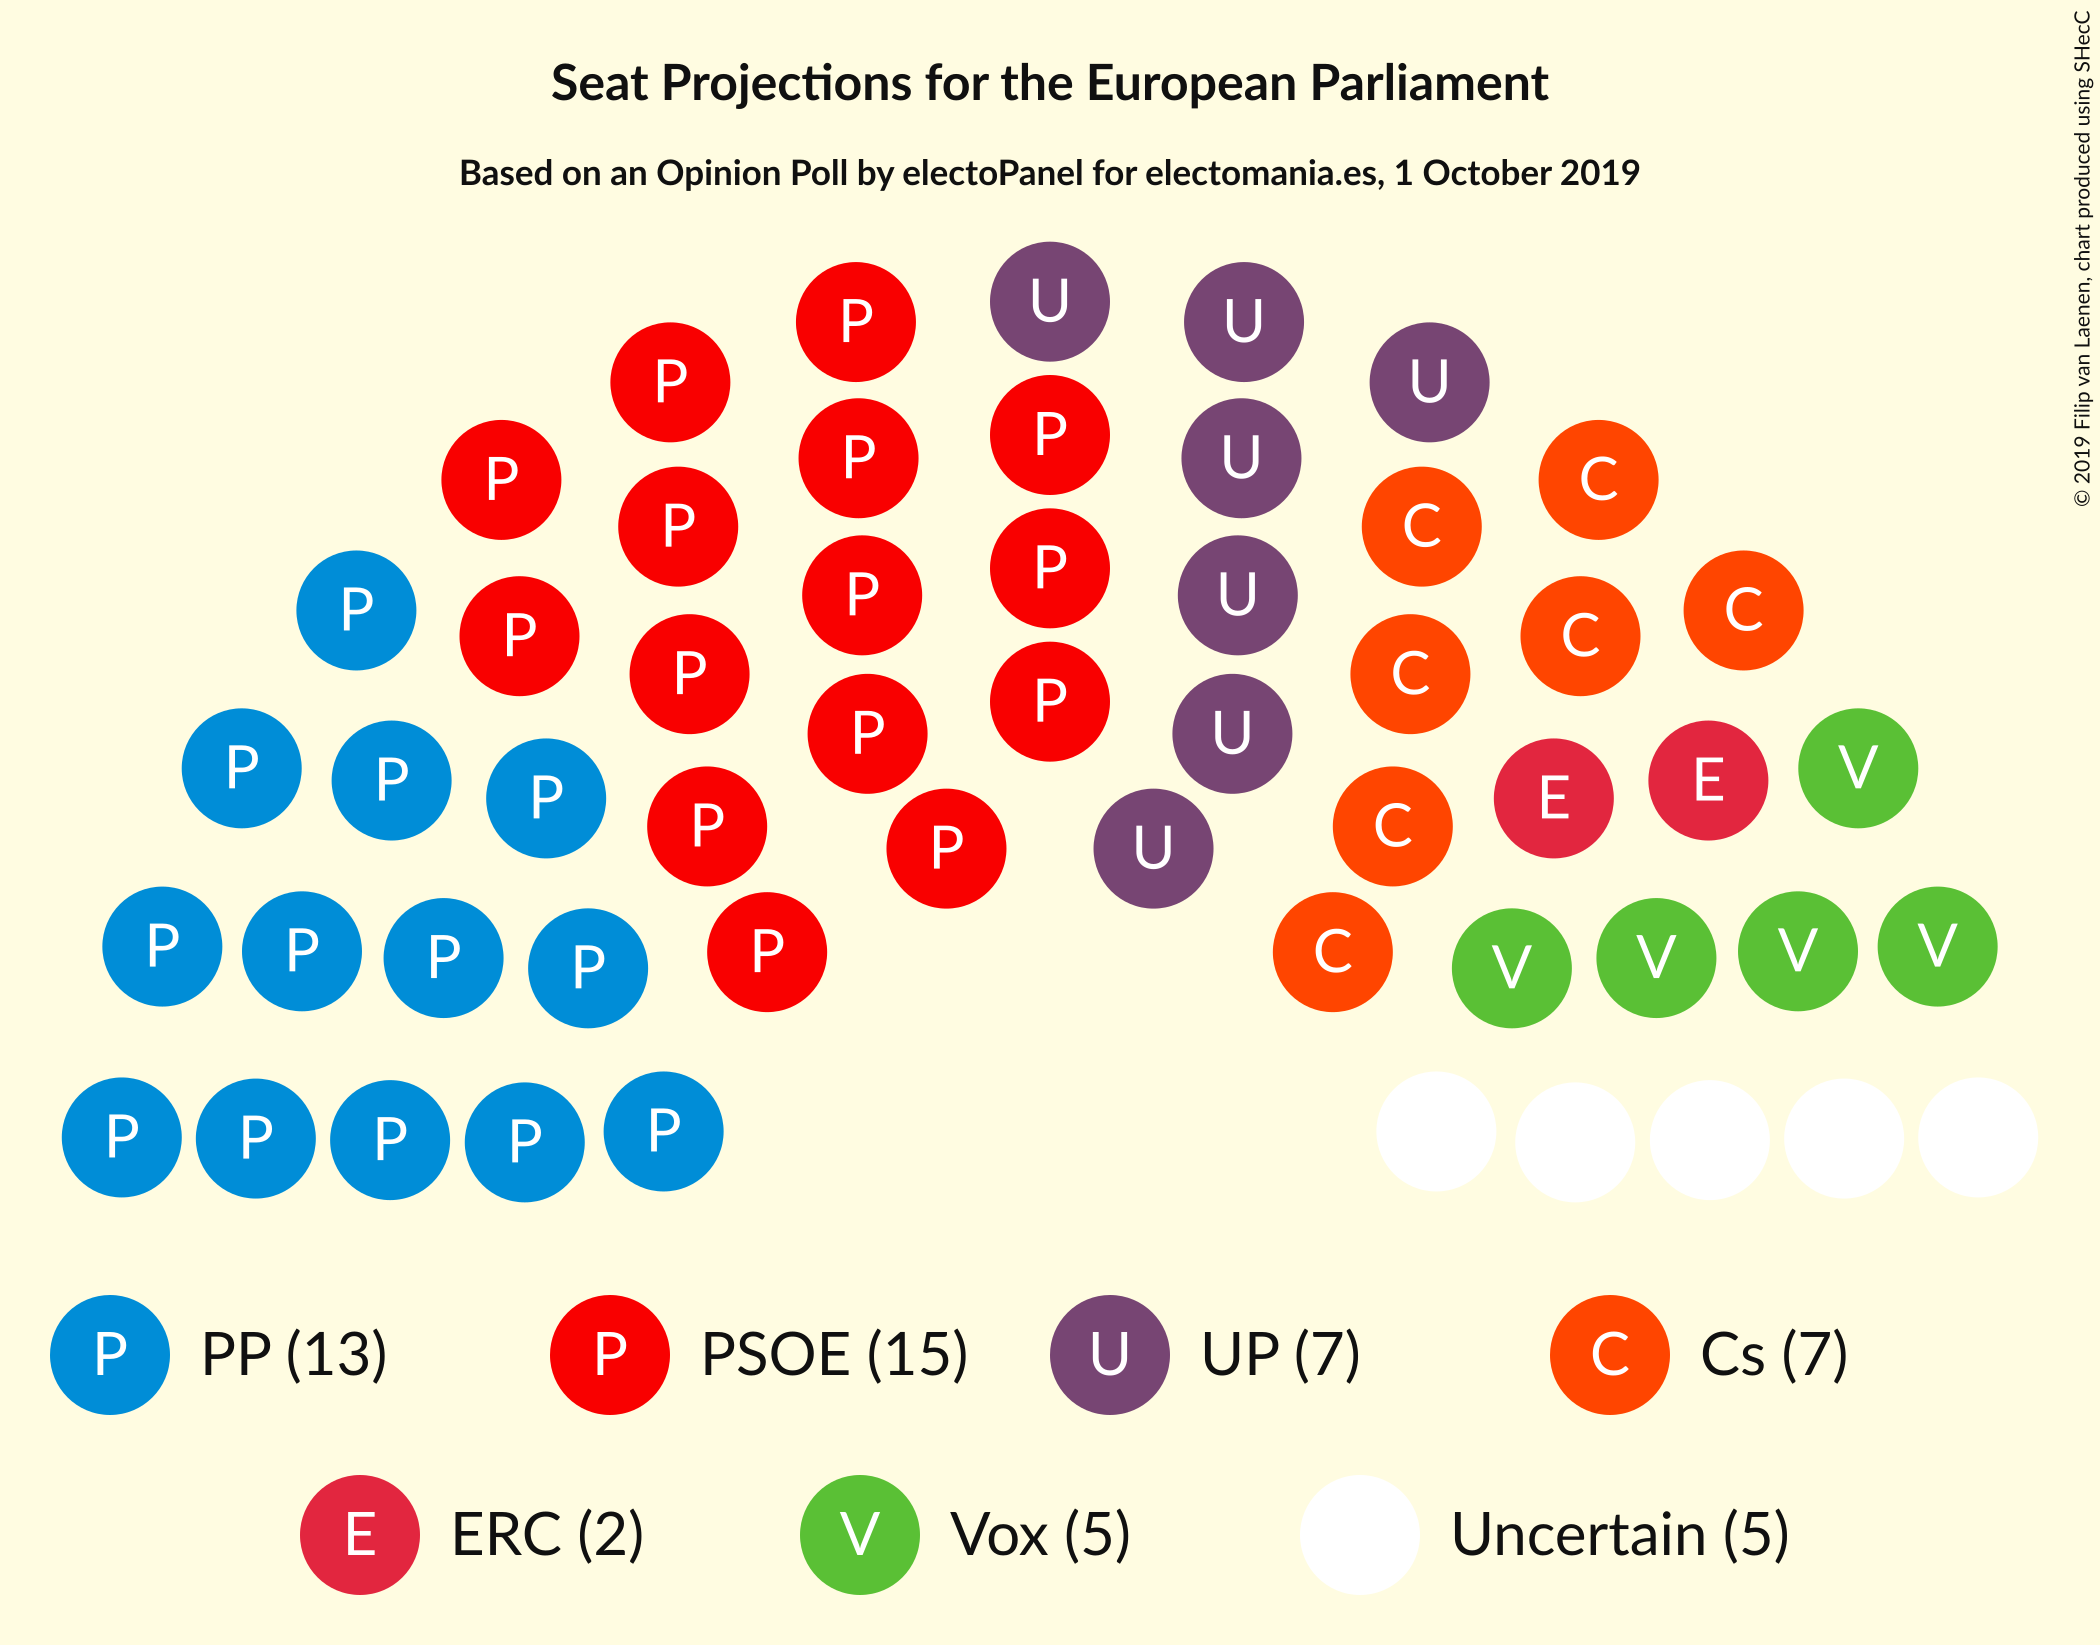 Seat Projections for the European Parliament
Based on an Opinion Poll by electoPanel for electomania.es, 1 October 2019
© 2019 Filip van Laenen, chart produced using SHecC
U
P U
P U
P U
P P
P U
P C
P C
P U
P U
P C
P C
P C
P C
P U
P U
P V
P E
P E
P C
P U
P C
P V V
P V V
P P V
P
P P P P
P PP (13) P PSOE (15) U UP (7) C Cs (7)
E ERC (2) V Vox (5) Uncertain (5)